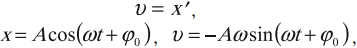 υ = x′,
x = A cos(ωt + φ₀), υ = −Aω sin(ωt + φ₀),